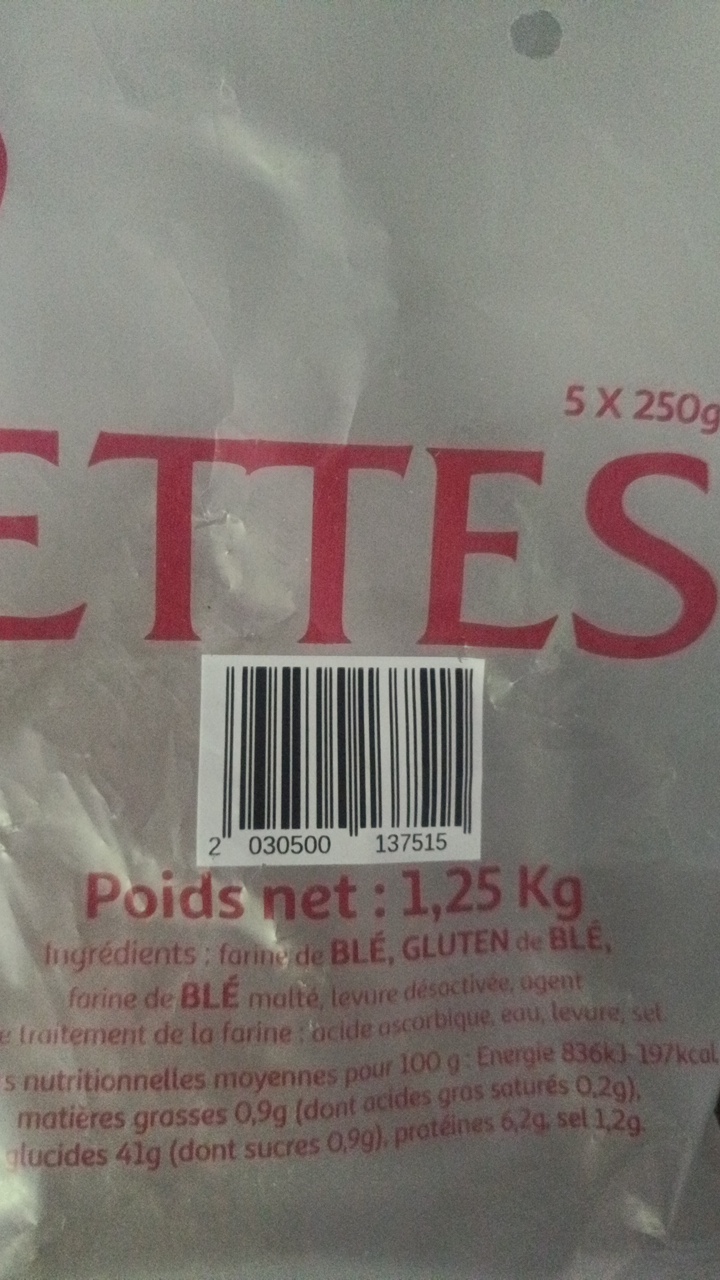 5 X 250g
ETTES
2 030500 137515
Poids net : 1,25 Kg
Ingrédients : farine de BLÉ, GLUTEN de BLÉ,
farine de BLÉ malté, levure désactivée, agent
e traitement de la farine : acide ascorbique, eau, levure, sel
s nutritionnelles moyennes pour 100 g : Energie 836kJ-197kcal,
matières grasses 0,9g (dont acides gras saturés 0,2g),
glucides 41g (dont sucres 0,9g), protéines 6,2g, sel 1,2g.